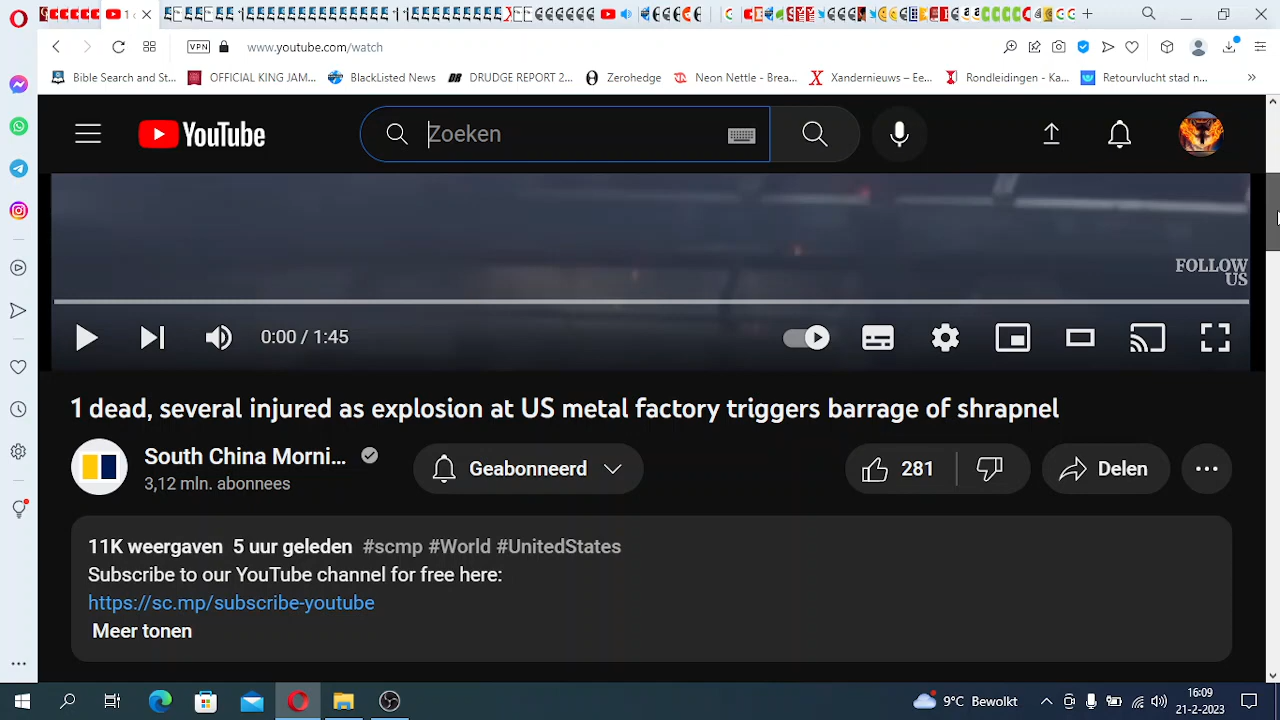 VPN
www.youtube.com/watch
Bible Search and St...
OFFICIAL KING JAM...
BlackListed News
DRUDGE REPORT 2...
Zerohedge
Neon Nettle - Brea...
Xandernieuws – Ee...
Rondleidingen - Ka...
Retourvlucht stad n...
YouTube
Zoeken
FOLLOW
US
0:00 / 1:45
1 dead, several injured as explosion at US metal factory triggers barrage of shrapnel
South China Morni...
3,12 mln. abonnees
Geabonneerd
281
Delen
11K weergaven 5 uur geleden #scmp #World #UnitedStates
Subscribe to our YouTube channel for free here:
https://sc.mp/subscribe-youtube
Meer tonen
9°C Bewolkt
16:09
21-2-2023